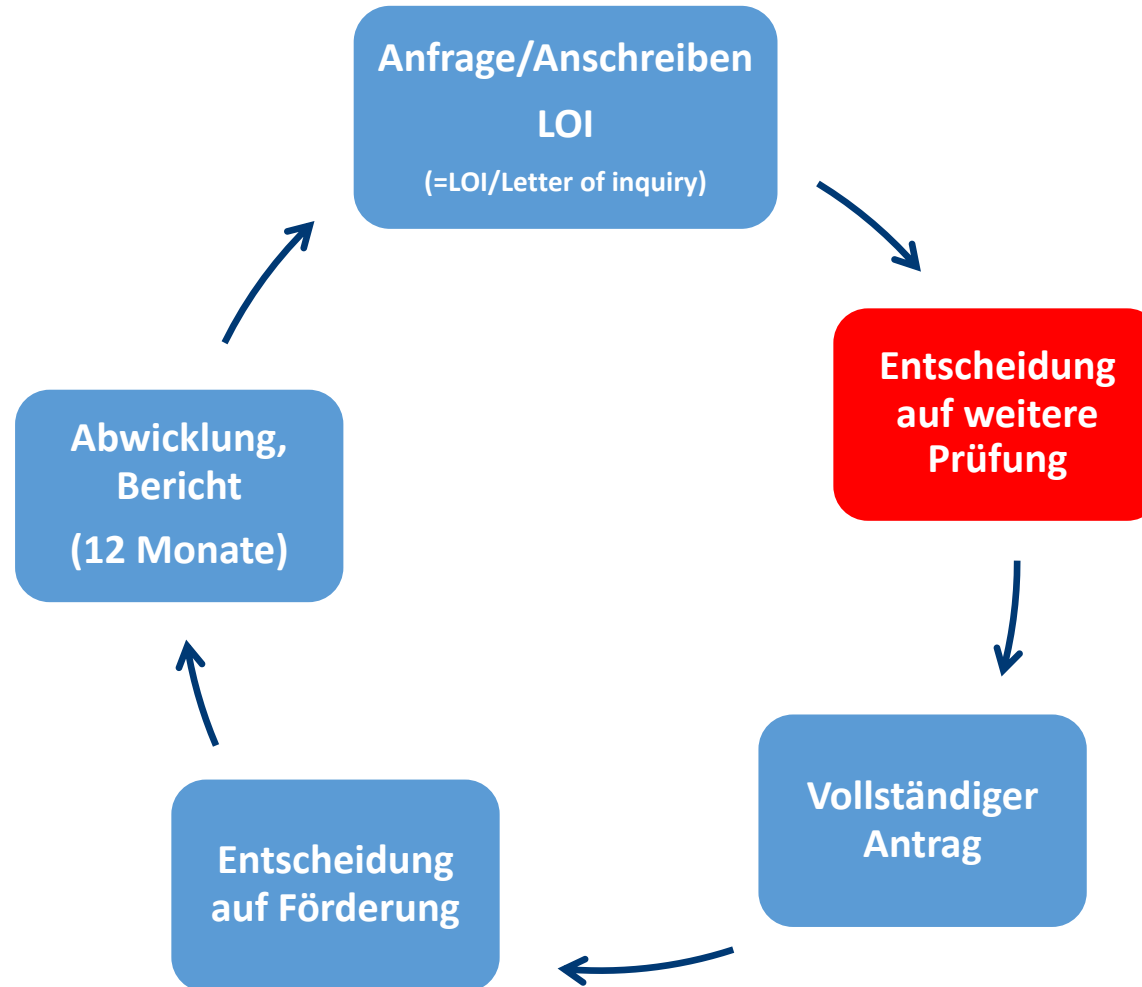 Anfrage/Anschreiben
LOI
(=LOI/Letter of inquiry)
Entscheidung
auf weitere
Prüfung
Vollständiger
Antrag
Entscheidung
auf Förderung
Abwicklung,
Bericht
(12 Monate)